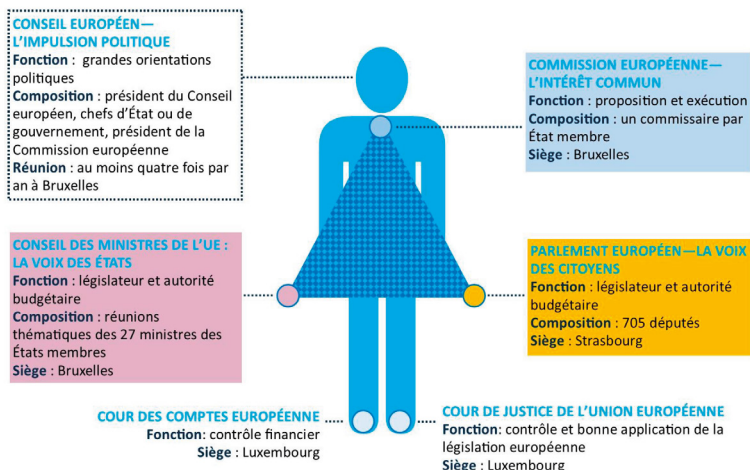 CONSEIL EUROPÉEN—
L'IMPULSION POLITIQUE
Fonction :  grandes orientations
politiques
Composition : président du Conseil
européen, chefs d'État ou de
gouvernement, président de la
Commission européenne
Réunion : au moins quatre fois par
an à Bruxelles
COMMISSION EUROPÉENNE—
L'INTÉRÊT COMMUN
Fonction : proposition et exécution
Composition : un commissaire par
État membre
Siège : Bruxelles
CONSEIL DES MINISTRES DE L'UE :
LA VOIX DES ÉTATS
Fonction : législateur et autorité
budgétaire
Composition : réunions
thématiques des 27 ministres des
États membres
Siège : Bruxelles
PARLEMENT EUROPÉEN—LA VOIX
DES CITOYENS
Fonction : législateur et autorité
budgétaire
Composition : 705 députés
Siège : Strasbourg
COUR DES COMPTES EUROPÉENNE
Fonction: contrôle financier
Siège : Luxembourg
COUR DE JUSTICE DE L'UNION EUROPÉENNE
Fonction: contrôle et bonne application de la
législation européenne
Siège : Luxembourg